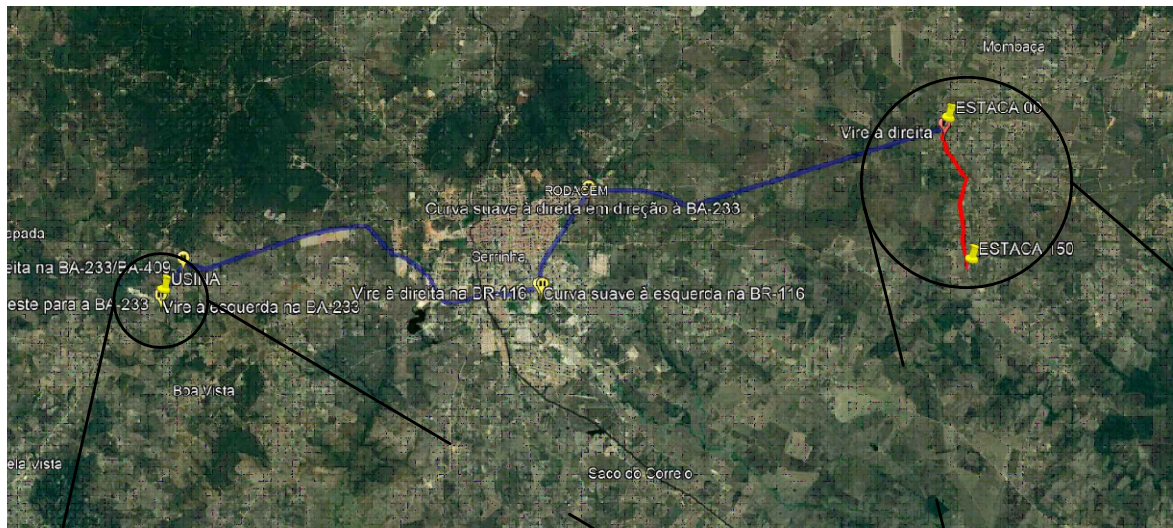 Mombaça
ESTACA 00
Vire à direita
RODAGEM
Curva suave à direita em direção à BA-233
apada
Serrinha
ESTACA 150
eita na BA-233/BA-409
USINA
Vire à direita na BR-116
Curva suave à esquerda na BR-116
este para a BA-233
Vire à esquerda na BA-233
Boa Vista
ela Vista
Saco do Correio